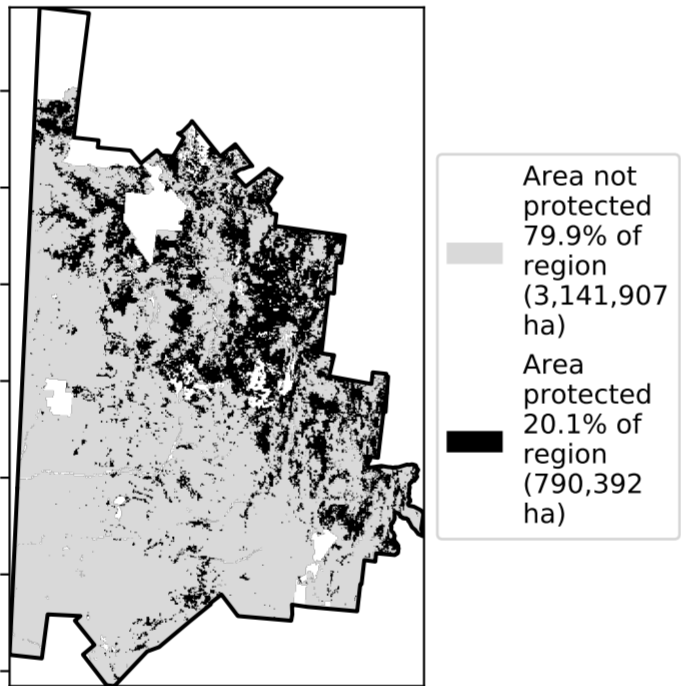 Area not
protected
79.9% of
region
(3,141,907
ha)
Area
protected
20.1% of
region
(790,392
ha)